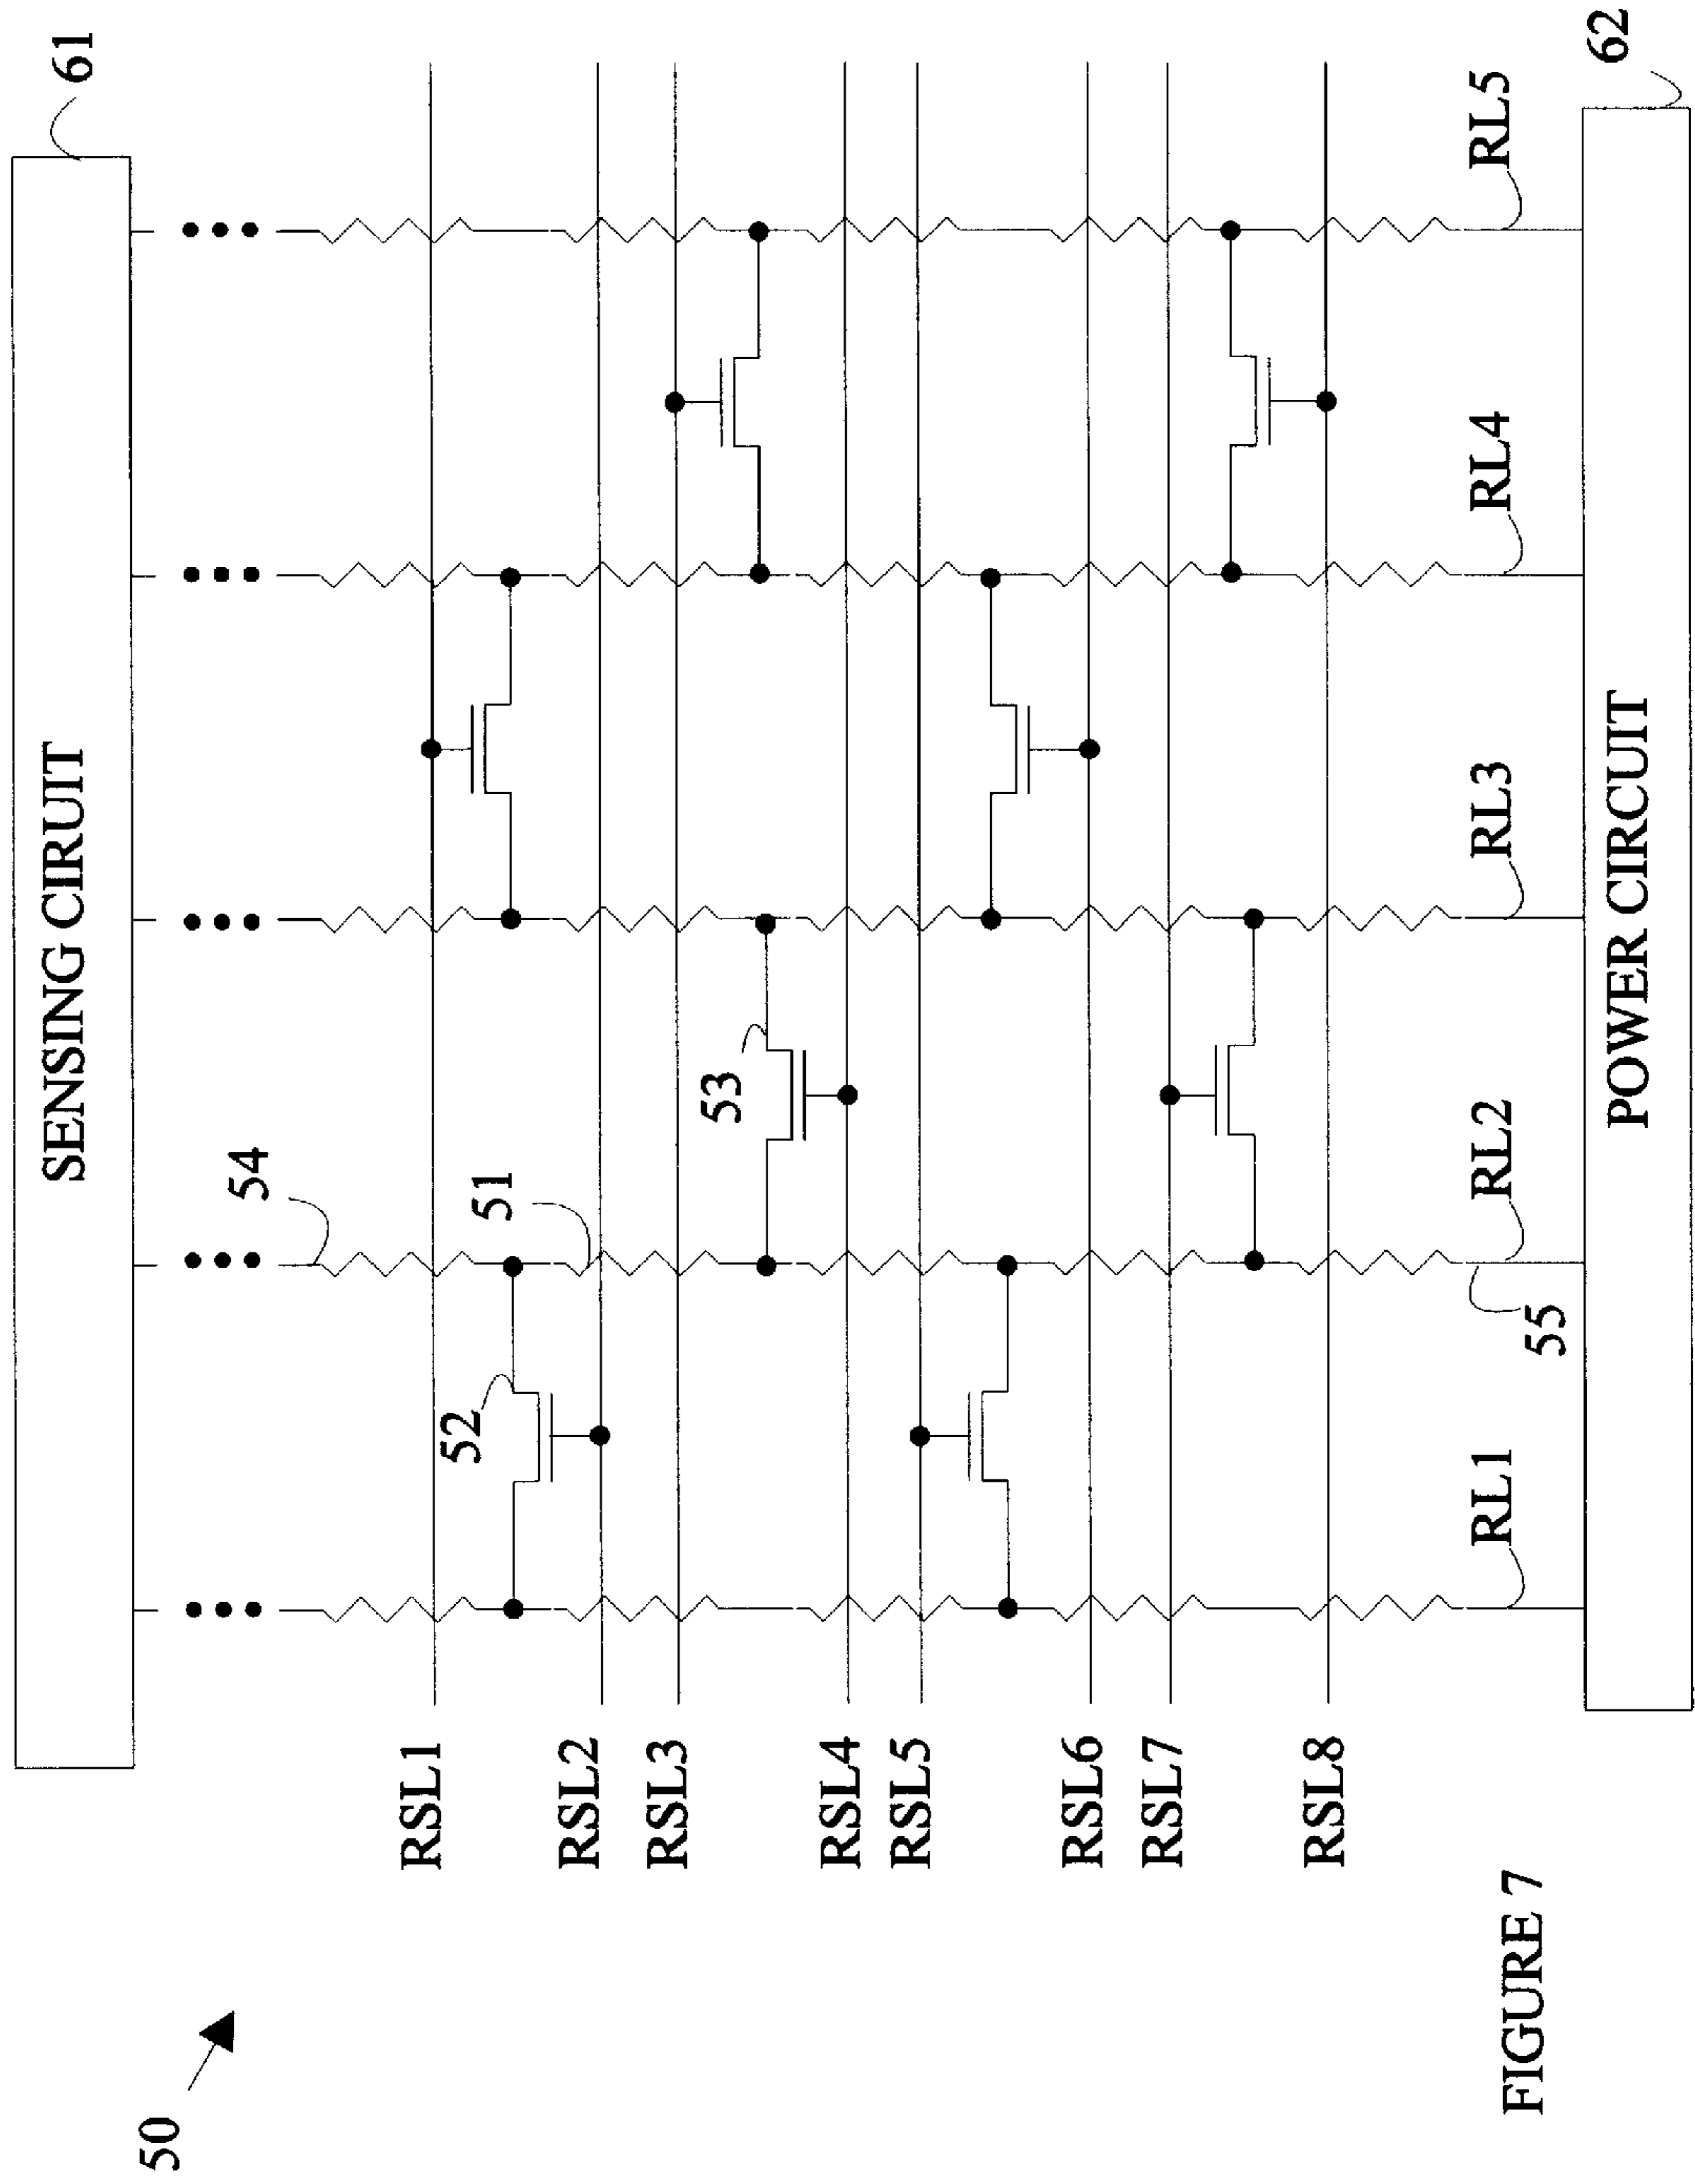 50
SENSING CIRUIT
61
54
RSL1
52
51
RSL2
RSL3
53
RSL4
RSL5
RSL6
RSL7
RSL8
RL1
RL2
RL3
RL4
RL5
55
POWER CIRCUIT
62
FIGURE 7